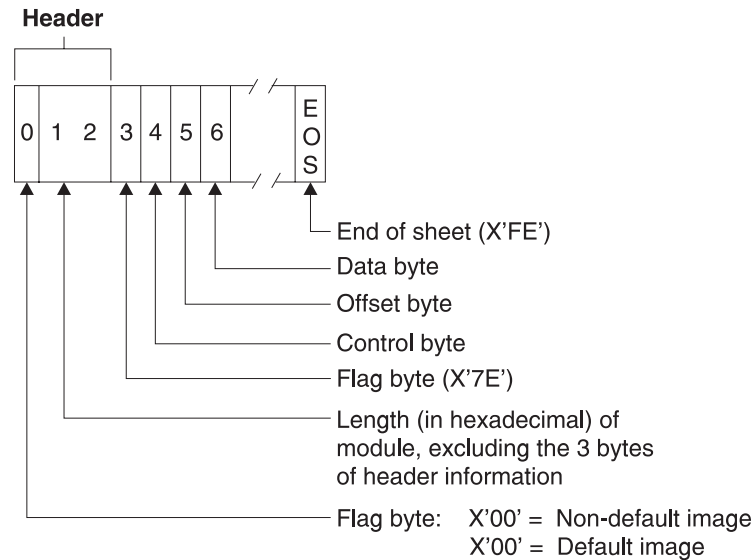 Header
0 1 2 3 4 5 6 EOS
End of sheet (X'FE')
Data byte
Offset byte
Control byte
Flag byte (X'7E')
Length (in hexadecimal) of
module, excluding the 3 bytes
of header information
Flag byte: X'00' = Non-default image
X'00' = Default image